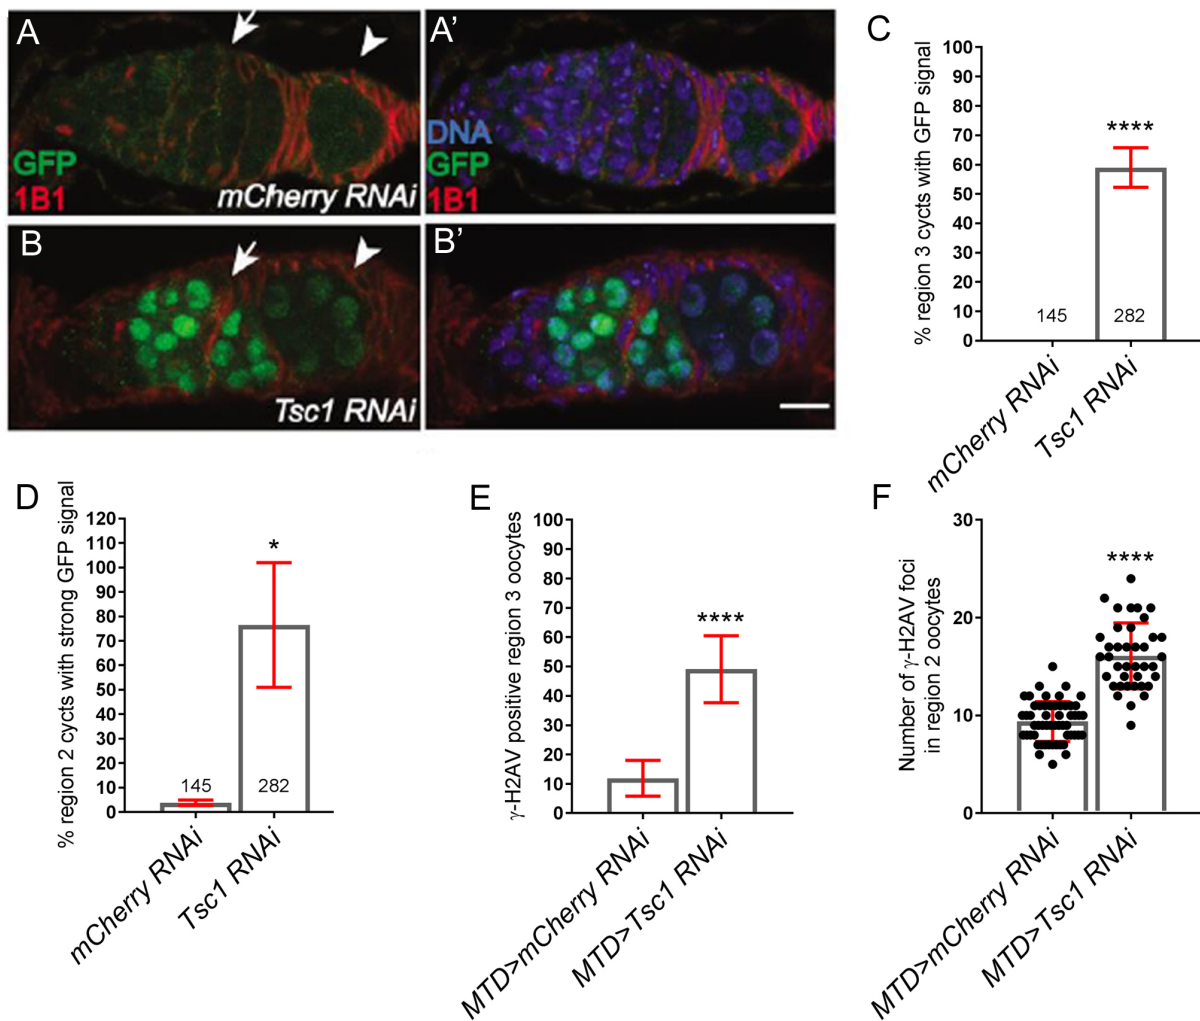 A
GFP
1B1
mCherry RNAi
A’
DNA
GFP
1B1
B
Tsc1 RNAi
B’
C
% region 3 cycts with GFP signal
100
90
80
70
60
50
40
30
20
10
0
****
145
282
mCherry RNAi
Tsc1 RNAi
D
% region 2 cycts with strong GFP signal
120
110
100
90
80
70
60
50
40
30
20
10
0
*
145
282
mCherry RNAi
Tsc1 RNAi
E
γ-H2AV positive region 3 oocytes
100
90
80
70
60
50
40
30
20
10
0
****
MTD>mCherry RNAi
MTD>Tsc1 RNAi
F
Number of γ-H2AV foci
in region 2 oocytes
30
20
10
0
****
MTD>mCherry RNAi
MTD>Tsc1 RNAi